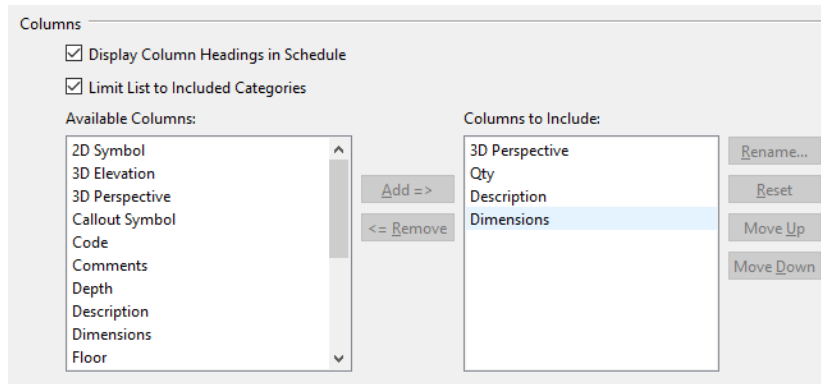 Columns
Display Column Headings in Schedule
Limit List to Included Categories
Available Columns:
2D Symbol
3D Elevation
3D Perspective
Callout Symbol
Code
Comments
Depth
Description
Dimensions
Floor
Add =>
<= Remove
Columns to Include:
3D Perspective
Qty
Description
Dimensions
Rename...
Reset
Move Up
Move Down